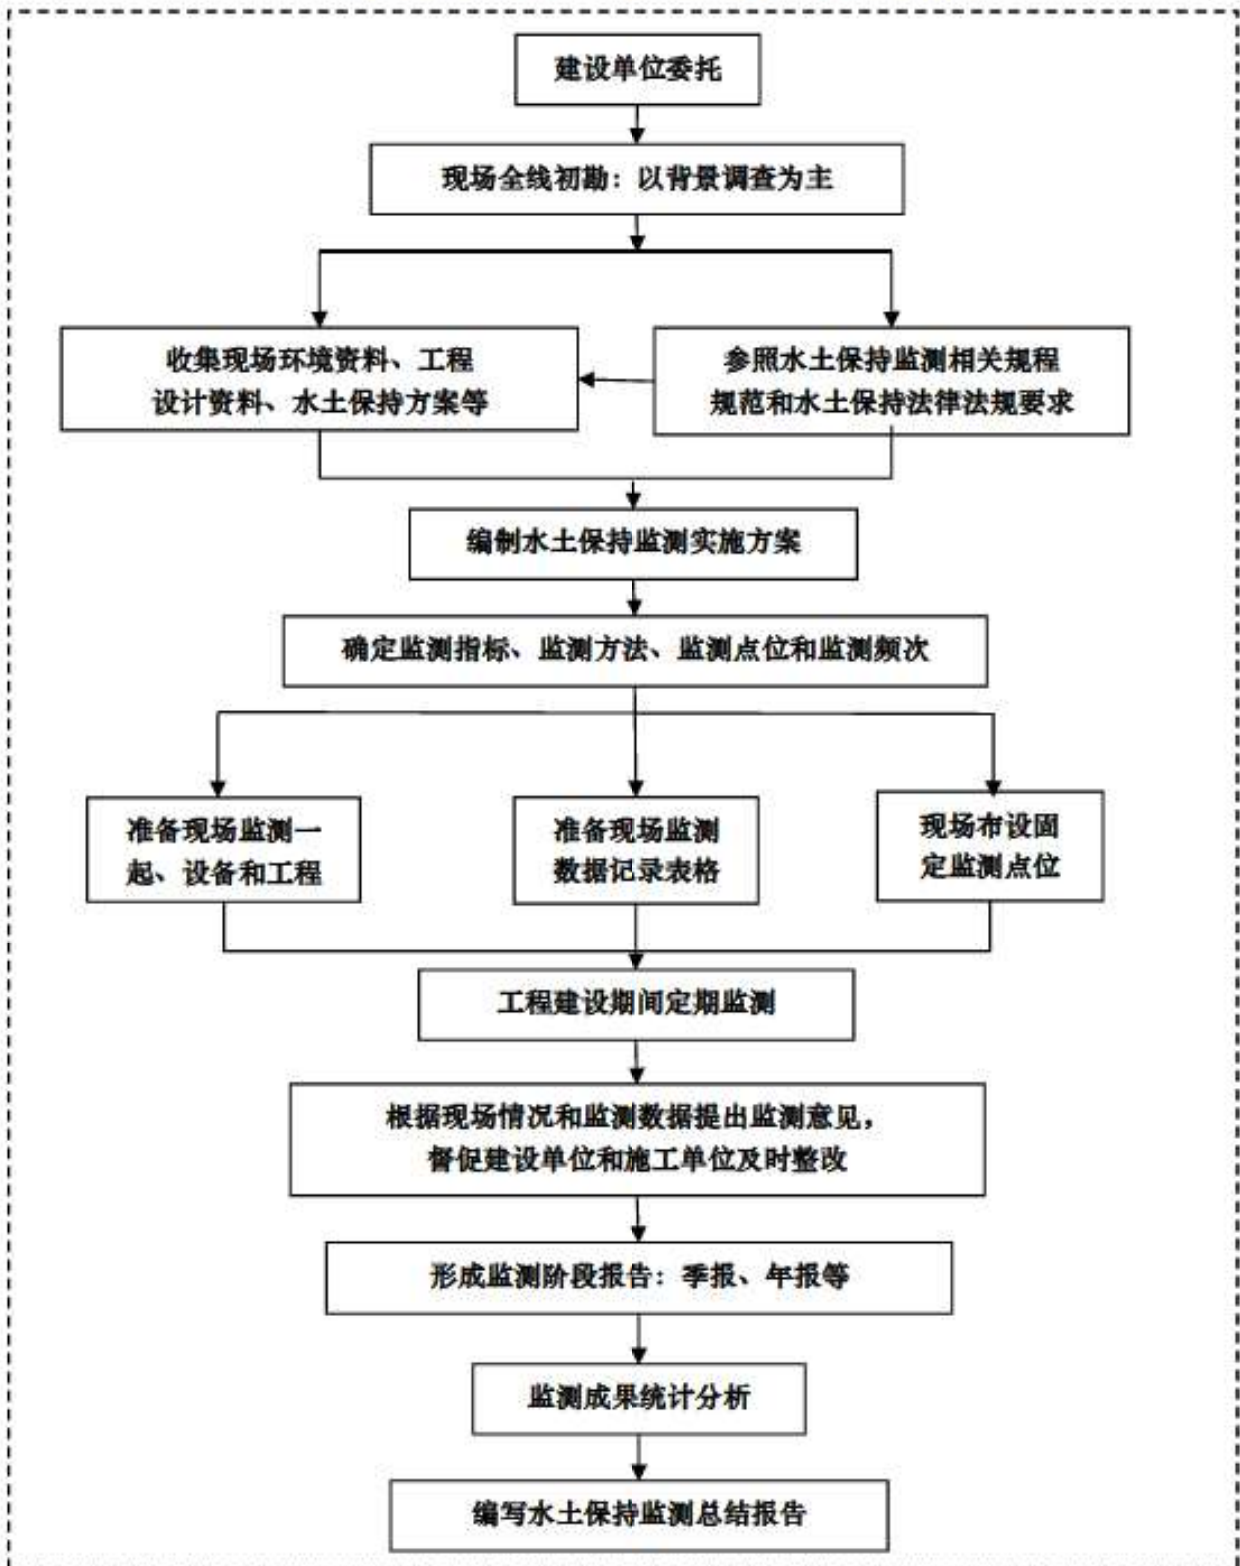 建设单位委托
现场全线初勘：以背景调查为主
收集现场环境资料、工程
设计资料、水土保持方案等
参照水土保持监测相关规程
规范和水土保持法律法规要求
编制水土保持监测实施方案
确定监测指标、监测方法、监测点位和监测频次
准备现场监测一
起、设备和工程
准备现场监测
数据记录表格
现场布设固
定监测点位
工程建设期间定期监测
根据现场情况和监测数据提出监测意见，
督促建设单位和施工单位及时整改
形成监测阶段报告：季报、年报等
监测成果统计分析
编写水土保持监测总结报告